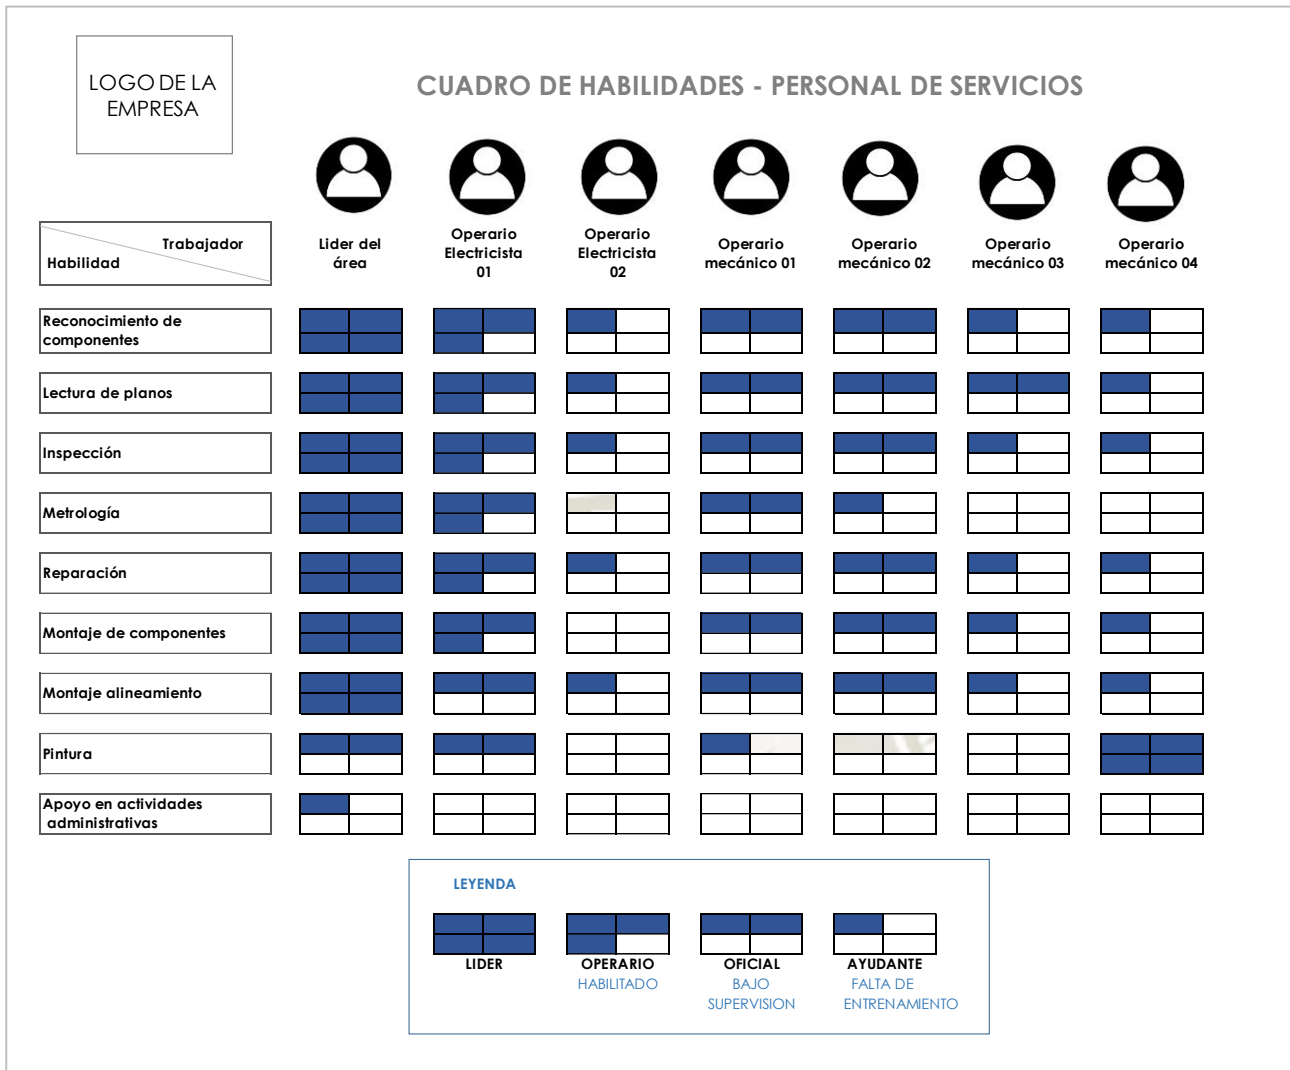 LOGO DE LA
EMPRESA
CUADRO DE HABILIDADES - PERSONAL DE SERVICIOS
Trabajador
Habilidad
Lider del
área
Operario
Electricista
01
Operario
Electricista
02
Operario
mecánico 01
Operario
mecánico 02
Operario
mecánico 03
Operario
mecánico 04
Reconocimiento de
componentes
Lectura de planos
Inspección
Metrología
Reparación
Montaje de componentes
Montaje alineamiento
Pintura
Apoyo en actividades
administrativas
LEYENDA
LIDER
OPERARIO
HABILITADO
OFICIAL
BAJO
SUPERVISION
AYUDANTE
FALTA DE
ENTRENAMIENTO